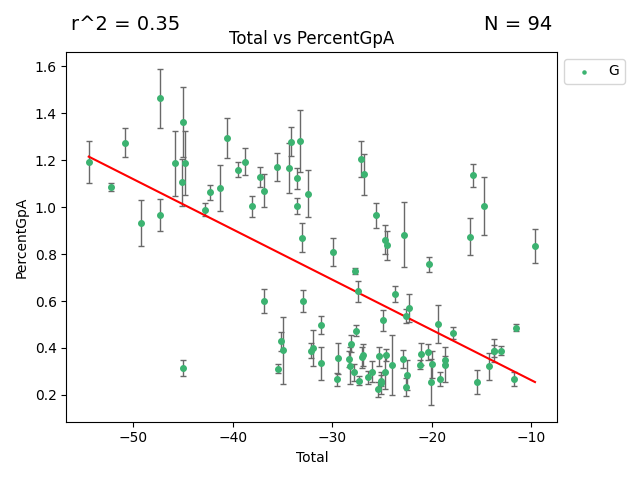 r^2 = 0.35
N = 94
Total vs PercentGpA
G
PercentGpA
1.6
1.4
1.2
1.0
0.8
0.6
0.4
0.2
−50
−40
−30
−20
−10
Total